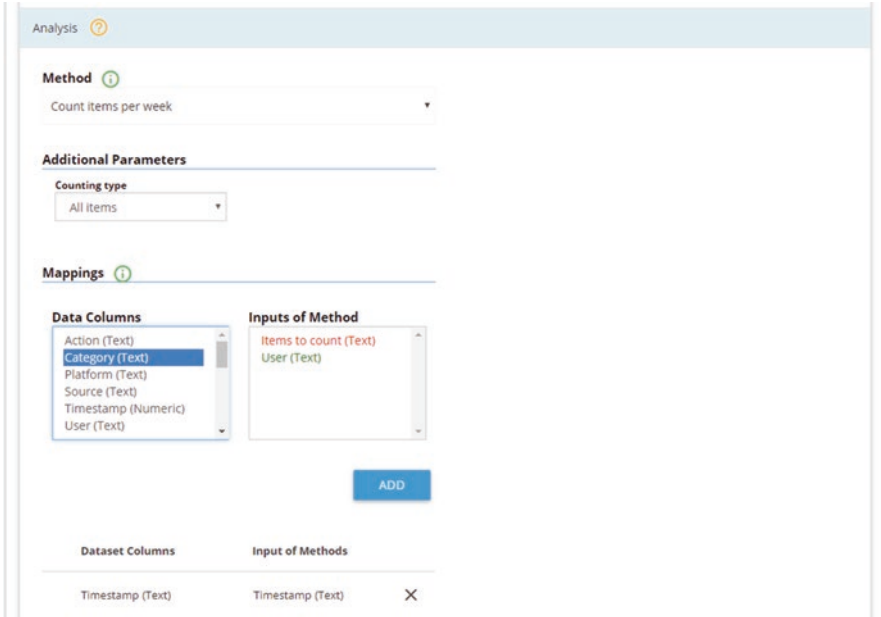 Analysis ?
Method i
Count items per week
Additional Parameters
Counting type
All items
Mappings i
Data Columns Inputs of Method
Action (Text) Items to count (Text)
Category (Text) User (Text)
Platform (Text)
Source (Text)
Timestamp (Numeric)
User (Text)
ADD
Dataset Columns Input of Methods
Timestamp (Text) Timestamp (Text)